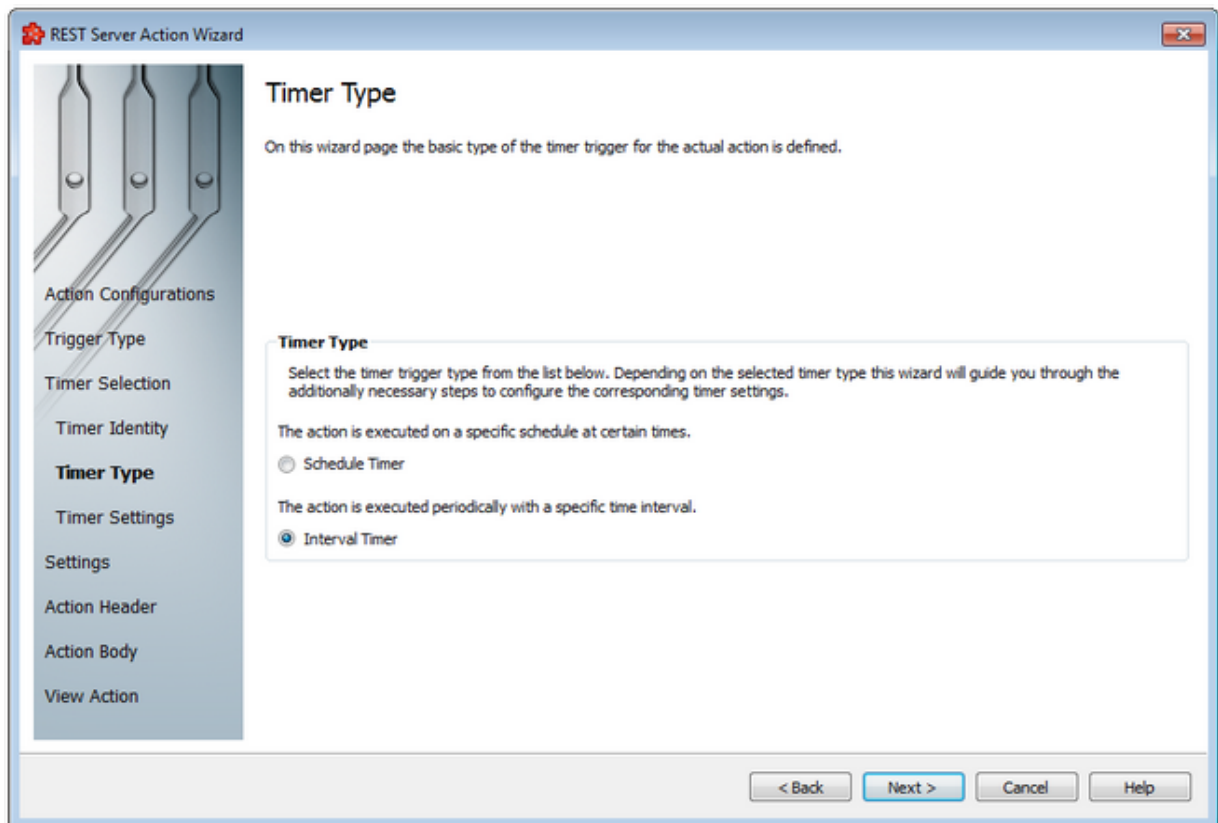 REST Server Action Wizard
Timer Type
On this wizard page the basic type of the timer trigger for the actual action is defined.
Action Configurations
Trigger Type
Timer Selection
Timer Identity
Timer Type
Timer Settings
Settings
Action Header
Action Body
View Action
Timer Type
Select the timer trigger type from the list below. Depending on the selected timer type this wizard will guide you through the
additionally necessary steps to configure the corresponding timer settings.
The action is executed on a specific schedule at certain times.
Schedule Timer
The action is executed periodically with a specific time interval.
Interval Timer
< Back
Next >
Cancel
Help